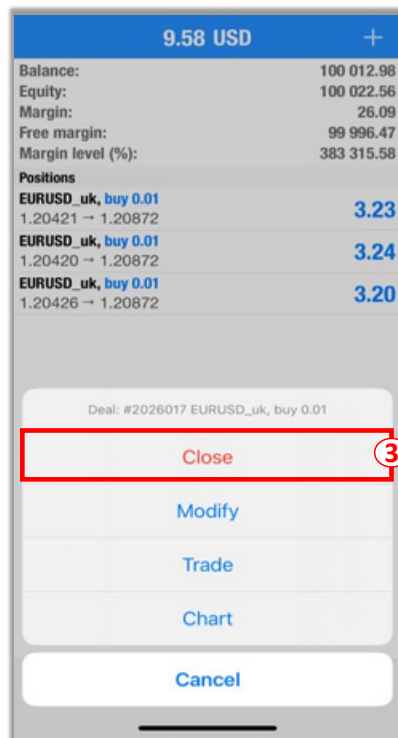 9.58 USD +
Balance: 100 012.98
Equity: 100 022.56
Margin: 26.09
Free margin: 99 996.47
Margin level (%): 383 315.58
Positions
EURUSD_uk, buy 0.01
1.20421 → 1.20872 3.23
EURUSD_uk, buy 0.01
1.20420 → 1.20872 3.24
EURUSD_uk, buy 0.01
1.20426 → 1.20872 3.20
Deal: #2026017 EURUSD_uk, buy 0.01
Close ③
Modify
Trade
Chart
Cancel